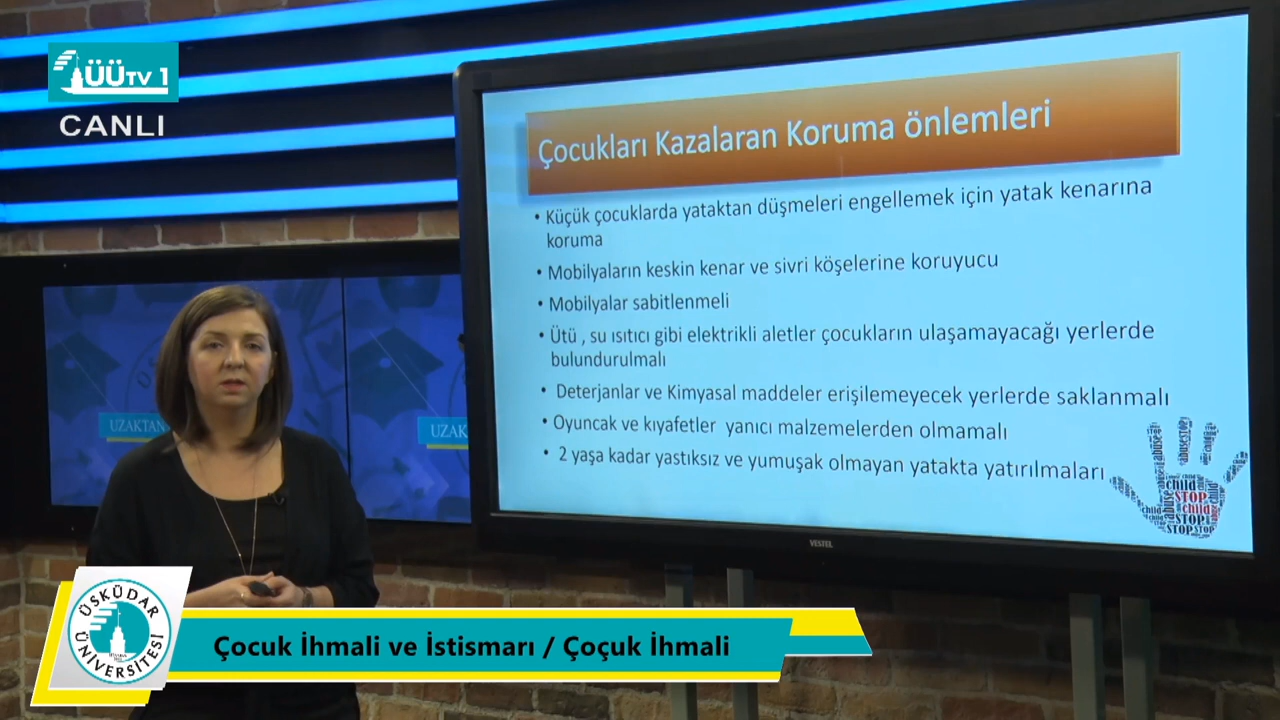 ÜÜTV 1
CANLI
Çocukları Kazalaran Koruma önlemleri
• Küçük çocuklarda yataktan düşmeleri engellemek için yatak kenarına
koruma
• Mobilyaların keskin kenar ve sivri köşelerine koruyucu
• Mobilyalar sabitlenmeli
• Ütü , su ısıtıcı gibi elektrikli aletler çocukların ulaşamayacağı yerlerde
bulundurulmalı
• Deterjanlar ve Kimyasal maddeler erişilemeyecek yerlerde saklanmalı
• Oyuncak ve kıyafetler yanıcı malzemelerden olmamalı
• 2 yaşa kadar yastıksız ve yumuşak olmayan yatakta yatırılmaları
child
STOP
child
STOP
STOP
VESTEL
UZAKTAN
UZAK
ÜSKÜDAR
ÜNİVERSİTESİ
Çocuk İhmali ve İstismarı / Çoçuk İhmali